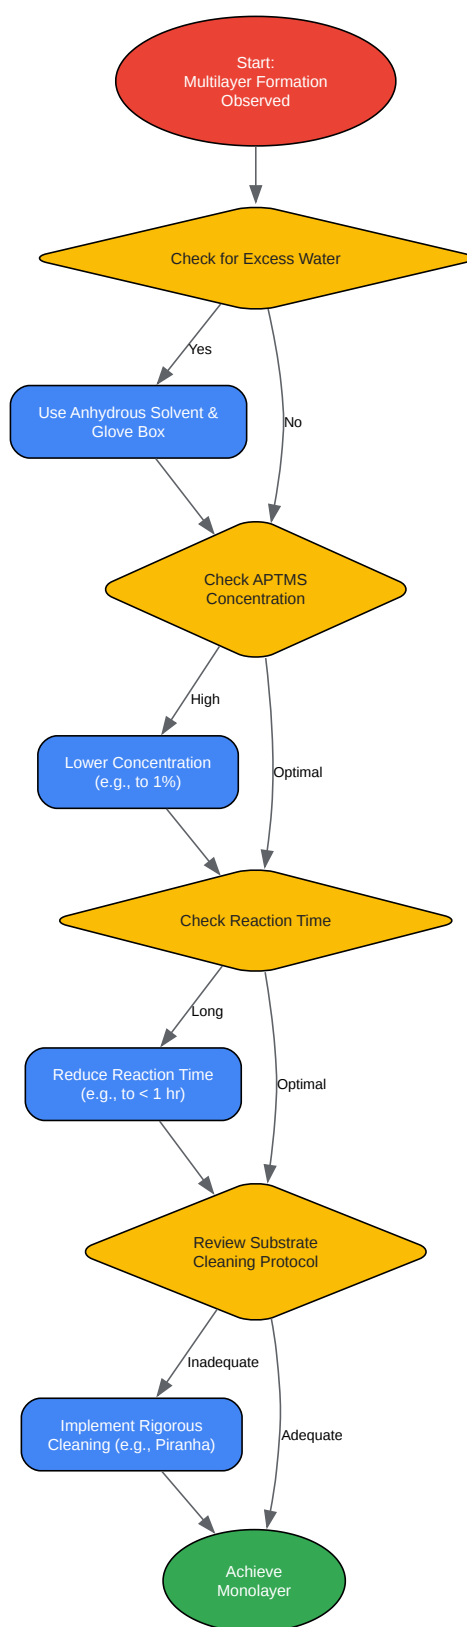 Start:
Multilayer Formation
Observed
Check for Excess Water
Yes
Use Anhydrous Solvent &
Glove Box
No
Check APTMS
Concentration
High
Lower Concentration
(e.g., to 1%)
Optimal
Check Reaction Time
Long
Reduce Reaction Time
(e.g., to < 1 hr)
Optimal
Review Substrate
Cleaning Protocol
Inadequate
Implement Rigorous
Cleaning (e.g., Piranha)
Adequate
Achieve
Monolayer